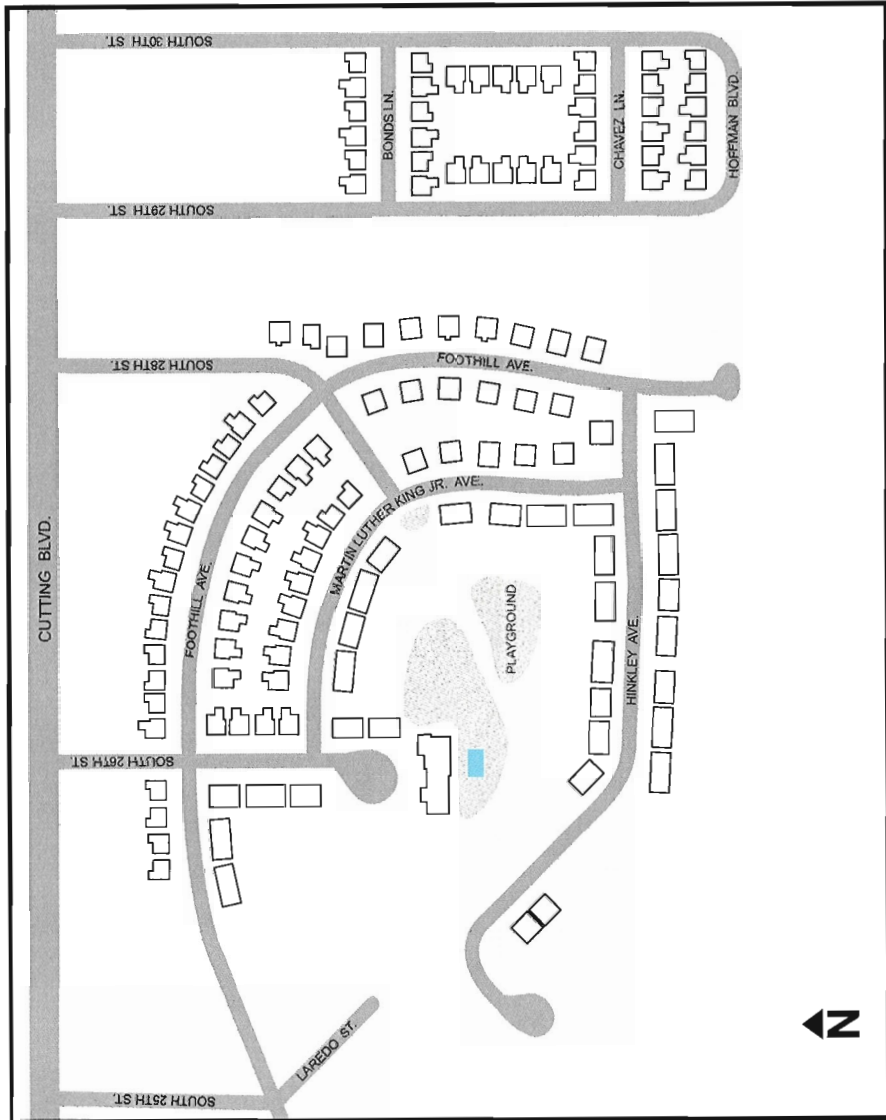 SOUTH 30TH ST.
BONDS LN.
CHAVEZ LN.
HOFFMAN BLVD.
SOUTH 29TH ST.
CUTTING BLVD.
SOUTH 28TH ST.
FOOTHILL AVE.
MARTIN LUTHER KING JR. AVE.
FOOTHILL AVE.
PLAYGROUND
HINKLEY AVE.
SOUTH 26TH ST.
LAREDO ST.
SOUTH 25TH ST.
N